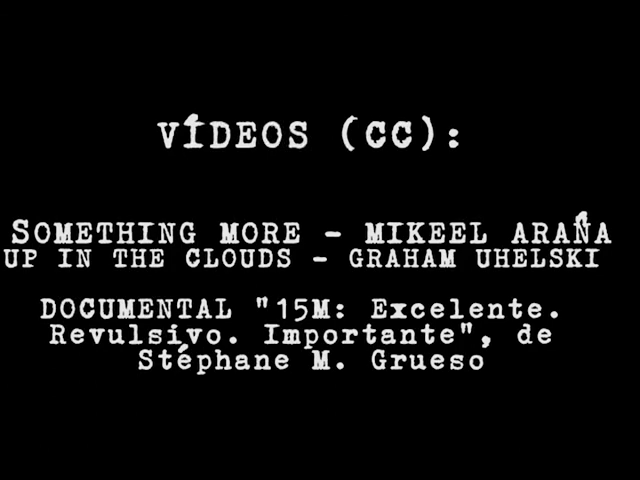 VÍDEOS (CC):
SOMETHING MORE – MIKEEL ARAÑA
UP IN THE CLOUDS – GRAHAM UHELSKI
DOCUMENTAL "15M: Excelente.
Revulsivo. Importante", de
Stéphane M. Grueso